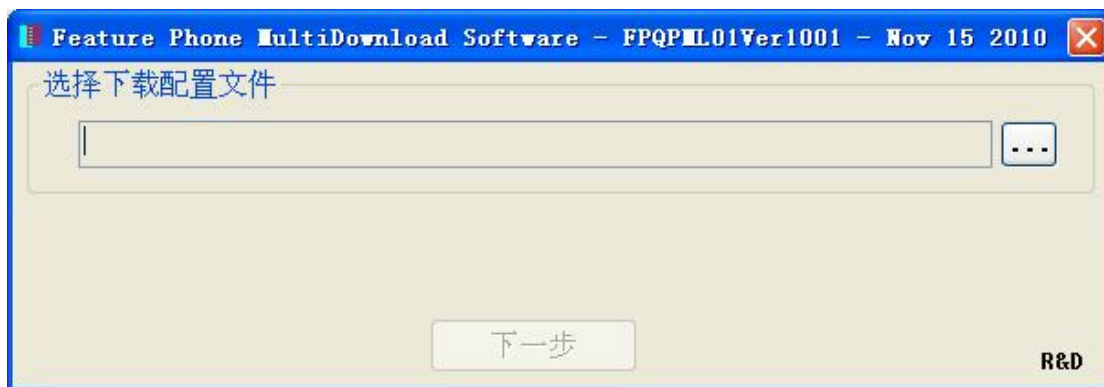 Feature Phone MultiDownload Software - FPQPML01Ver1001 - Nov 15 2010
选择下载配置文件
...
下一步
R&D